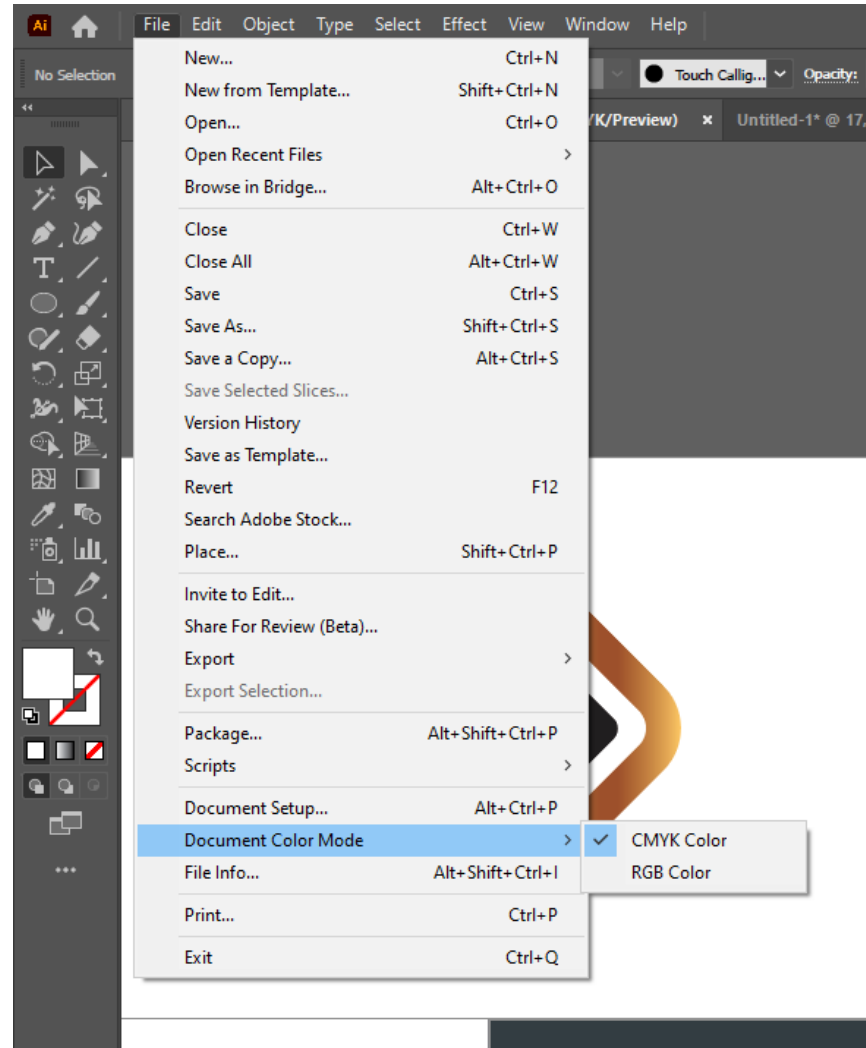 Ai File Edit Object Type Select Effect View Window Help
No Selection Touch Callig... Opacity:
/K/Preview) × Untitled-1* @ 17,
New... Ctrl+N
New from Template... Shift+Ctrl+N
Open... Ctrl+O
Open Recent Files
Browse in Bridge... Alt+Ctrl+O
Close Ctrl+W
Close All Alt+Ctrl+W
Save Ctrl+S
Save As... Shift+Ctrl+S
Save a Copy... Alt+Ctrl+S
Save Selected Slices...
Version History
Save as Template...
Revert F12
Search Adobe Stock...
Place... Shift+Ctrl+P
Invite to Edit...
Share For Review (Beta)...
Export
Export Selection...
Package... Alt+Shift+Ctrl+P
Scripts
Document Setup... Alt+Ctrl+P
Document Color Mode
CMYK Color
RGB Color
File Info... Alt+Shift+Ctrl+I
Print... Ctrl+P
Exit Ctrl+Q